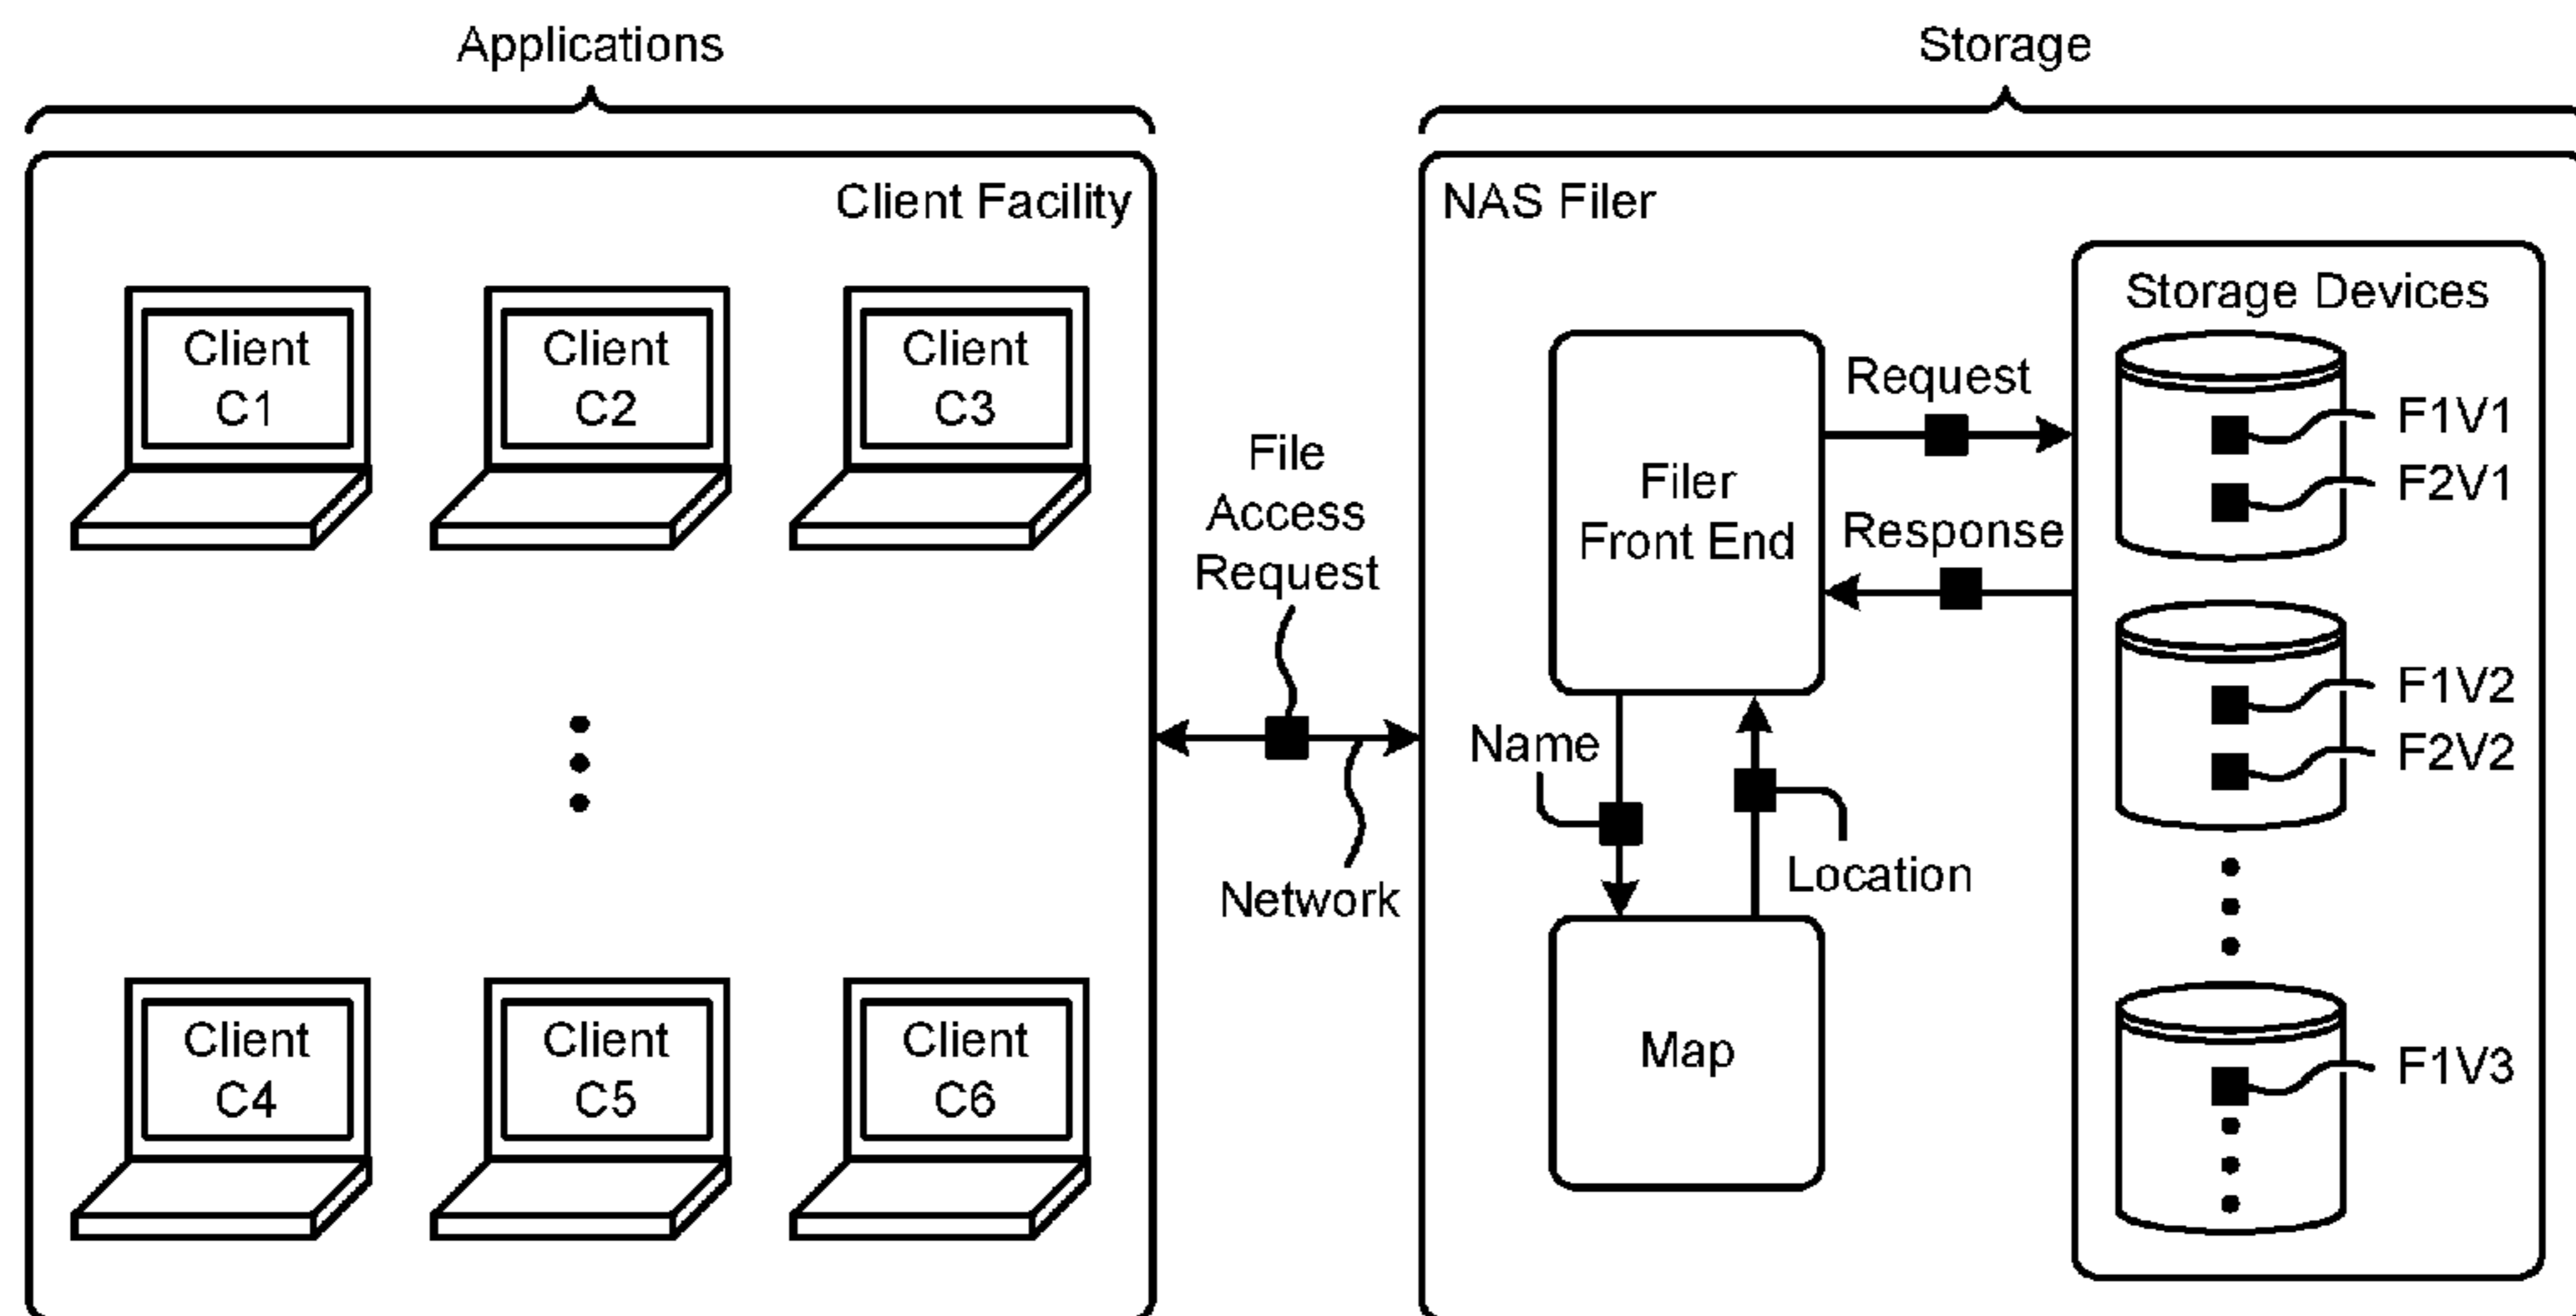 Applications
Storage
Client Facility
NAS Filer
Storage Devices
Client
C1
Client
C2
Client
C3
File
Access
Request
Filer
Front End
Request
Response
F1V1
F2V1
F1V2
F2V2
Network
Name
Location
Client
C4
Client
C5
Client
C6
Map
F1V3